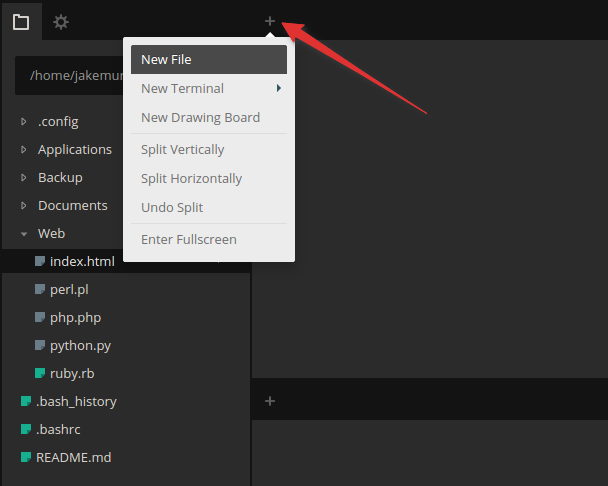 /home/jakemur
New File
New Terminal
New Drawing Board
Split Vertically
Split Horizontally
Undo Split
Enter Fullscreen
.config
Applications
Backup
Documents
Web
index.html
perl.pl
php.php
python.py
ruby.rb
.bash_history
.bashrc
README.md